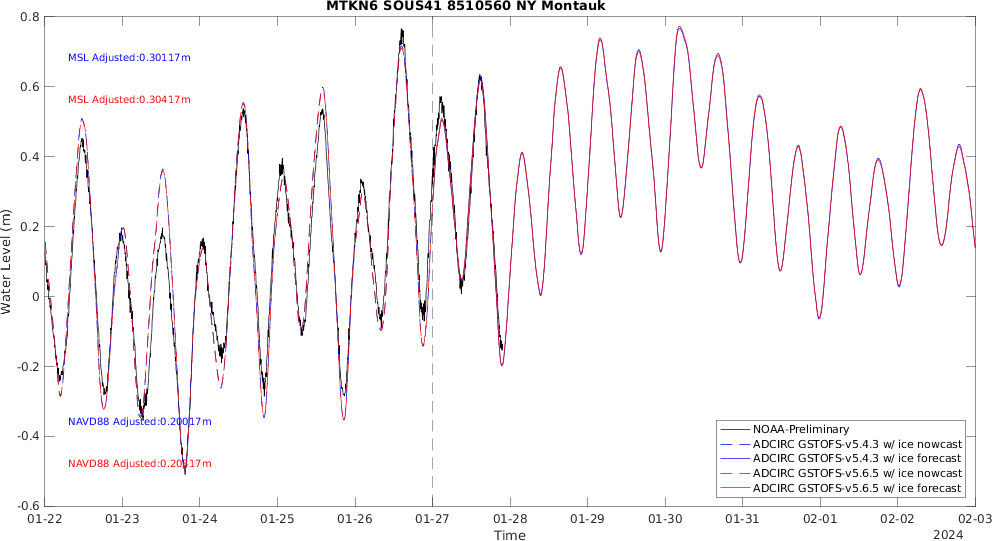 MTKN6 SOUS41 8510560 NY Montauk
0.8
0.6
0.4
0.2
0
-0.2
-0.4
-0.6
Water Level (m)
MSL Adjusted:0.30117m
MSL Adjusted:0.30417m
NAVD88 Adjusted:0.20017m
NAVD88 Adjusted:0.20317m
NOAA-Preliminary
ADCIRC GSTOFS-v5.4.3 w/ ice nowcast
ADCIRC GSTOFS-v5.4.3 w/ ice forecast
ADCIRC GSTOFS-v5.6.5 w/ ice nowcast
ADCIRC GSTOFS-v5.6.5 w/ ice forecast
01-22 01-23 01-24 01-25 01-26 01-27 01-28 01-29 01-30 01-31 02-01 02-02 02-03
Time
2024